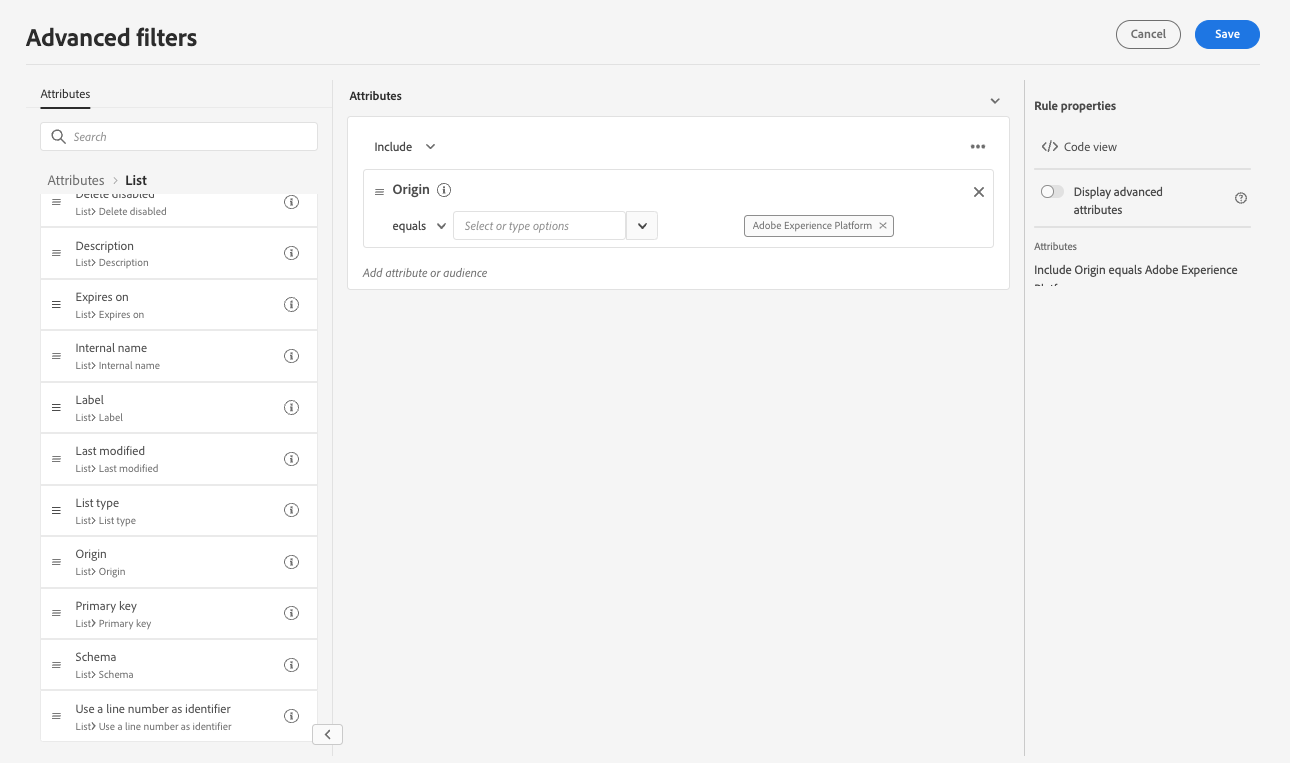 Advanced filters
Cancel
Save
Attributes
Search
Attributes > List
Delete disabled
List> Delete disabled
Description
List> Description
Expires on
List> Expires on
Internal name
List> Internal name
Label
List> Label
Last modified
List> Last modified
List type
List> List type
Origin
List> Origin
Primary key
List> Primary key
Schema
List> Schema
Use a line number as identifier
List> Use a line number as identifier
Attributes
Include
Origin
equals
Select or type options
Adobe Experience Platform
Add attribute or audience
Rule properties
</> Code view
Display advanced
attributes
Attributes
Include Origin equals Adobe Experience